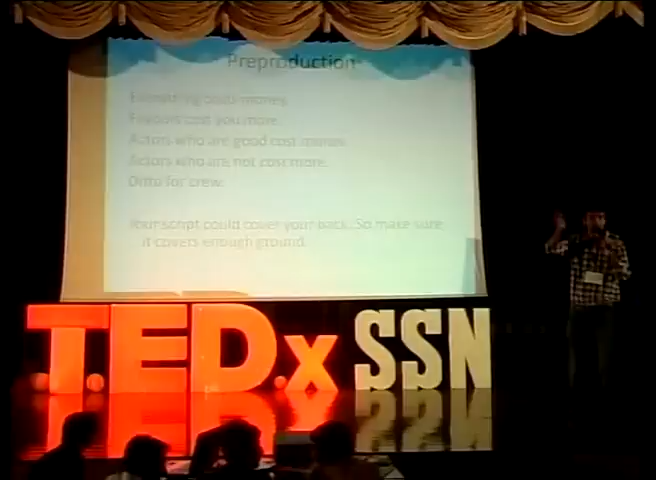 Preproduction
Everything costs money.
Favours cost you more.
Actors who are good cost money.
Actors who are not cost more.
Ditto for crew.
Your script could cover your back. So make sure
it covers enough ground.
TEDx SSN